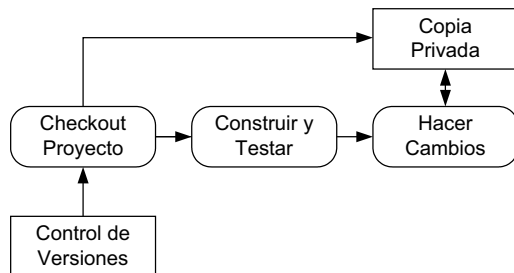 Copia
Privada
Checkout
Proyecto
Construir y
Testar
Hacer
Cambios
Control de
Versiones